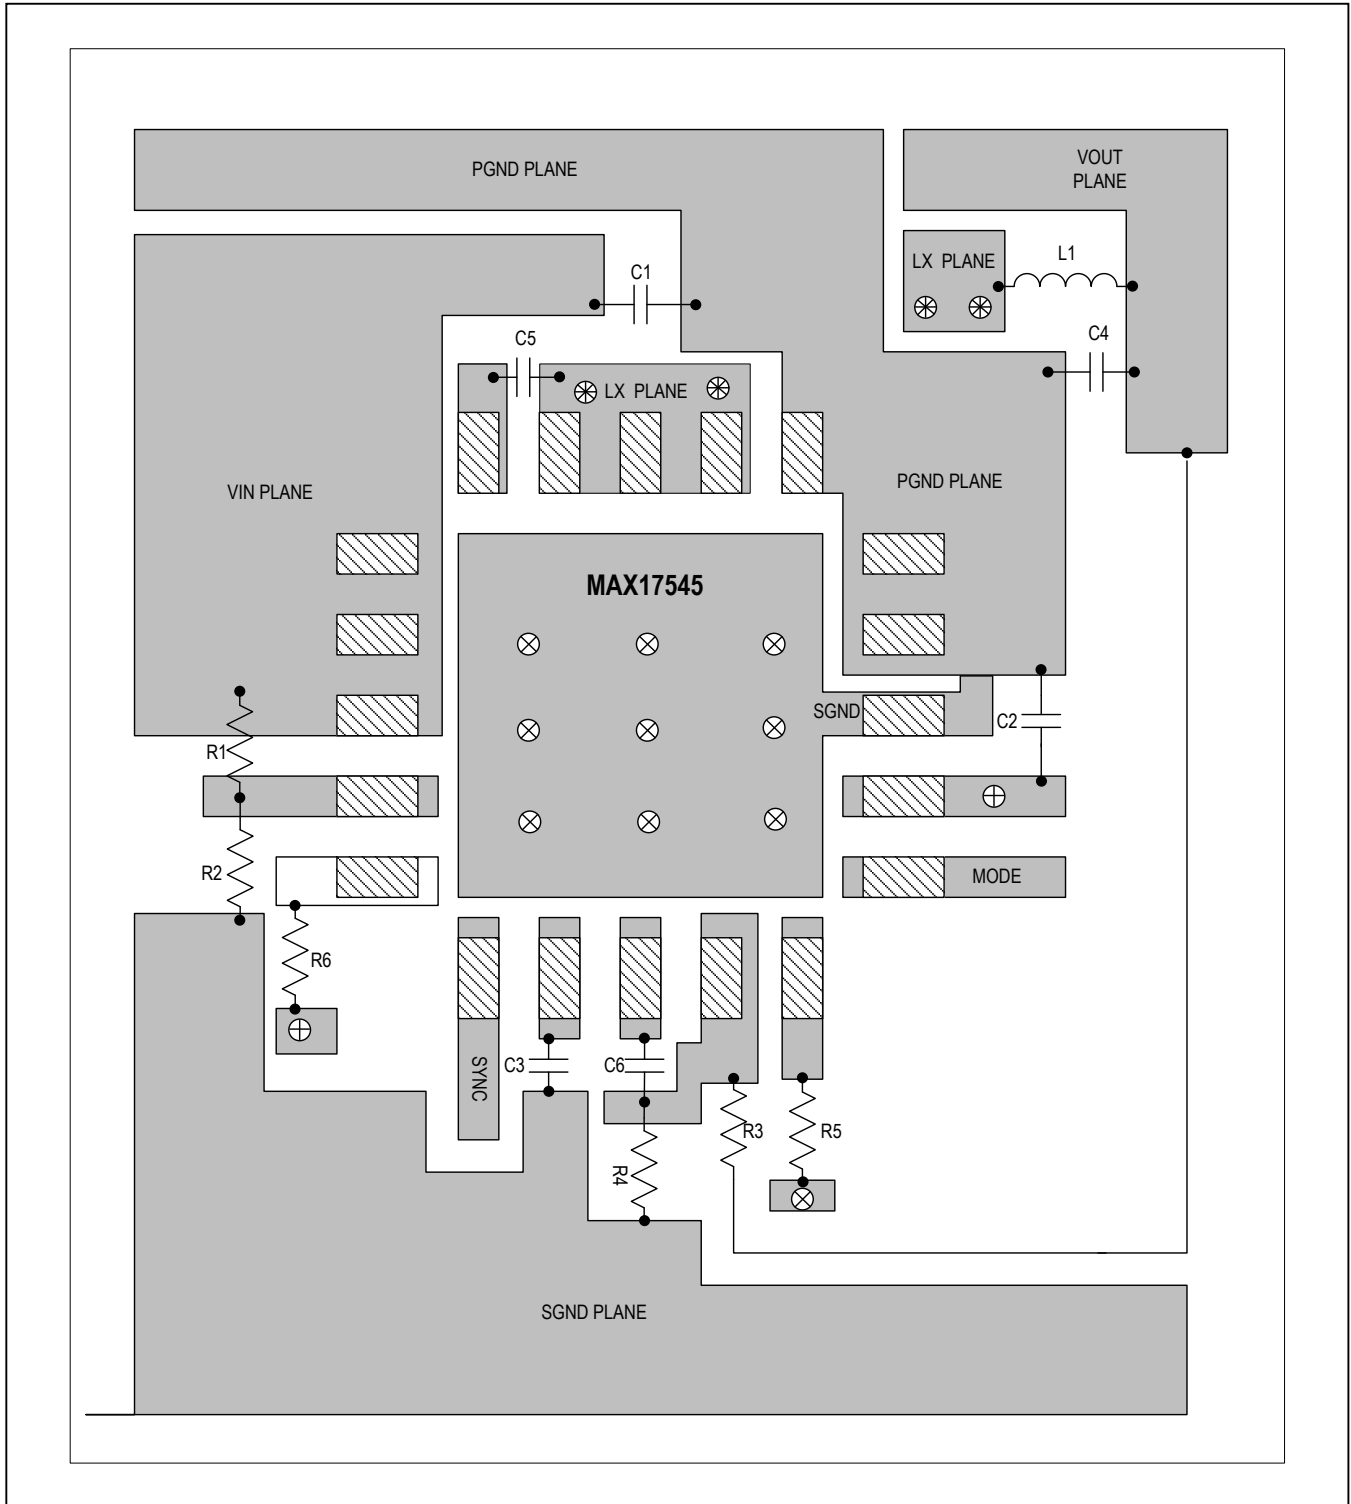 PGND PLANE
VOUT
PLANE
LX PLANE
L1
C1
C5
C4
LX PLANE
VIN PLANE
PGND PLANE
MAX17545
SGND
C2
R1
R2
MODE
R6
SYNC
C3
C6
R3
R5
R4
SGND PLANE